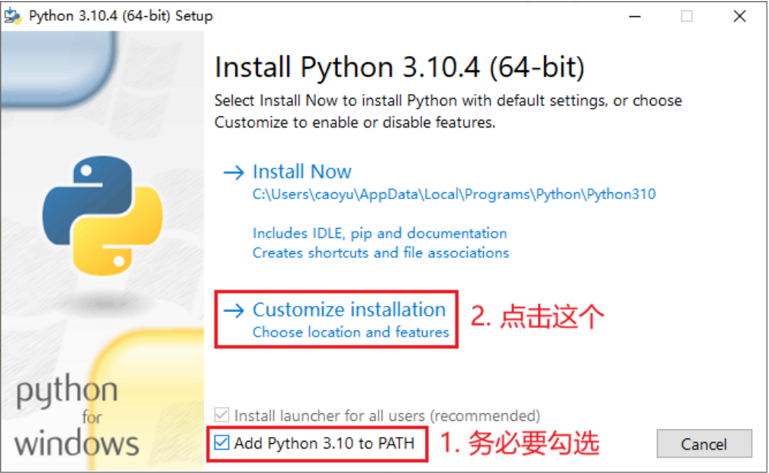 Python 3.10.4 (64-bit) Setup
Install Python 3.10.4 (64-bit)
Select Install Now to install Python with default settings, or choose
Customize to enable or disable features.
Install Now
C:\Users\caoyu\AppData\Local\Programs\Python\Python310
Includes IDLE, pip and documentation
Creates shortcuts and file associations
Customize installation
Choose location and features
2. 点击这个
python
for
windows
Install launcher for all users (recommended)
Add Python 3.10 to PATH
1. 务必要勾选
Cancel